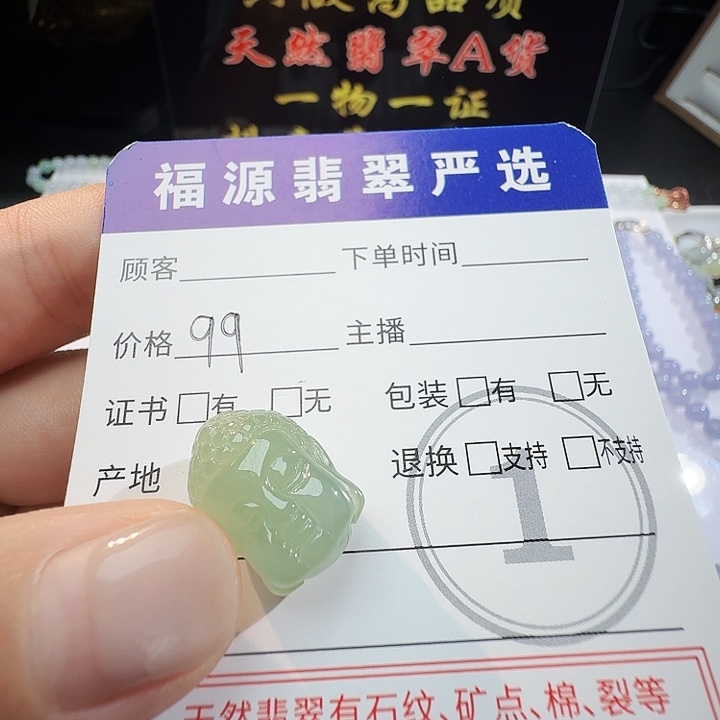 天然翡翠A货
一物一证
福源翡翠严选
顾客 下单时间
价格 99 主播
证书 □有 □无 包装 □有 □无
产地 退换 □支持 □不支持
1
天然翡翠有石纹、矿点、棉、裂等